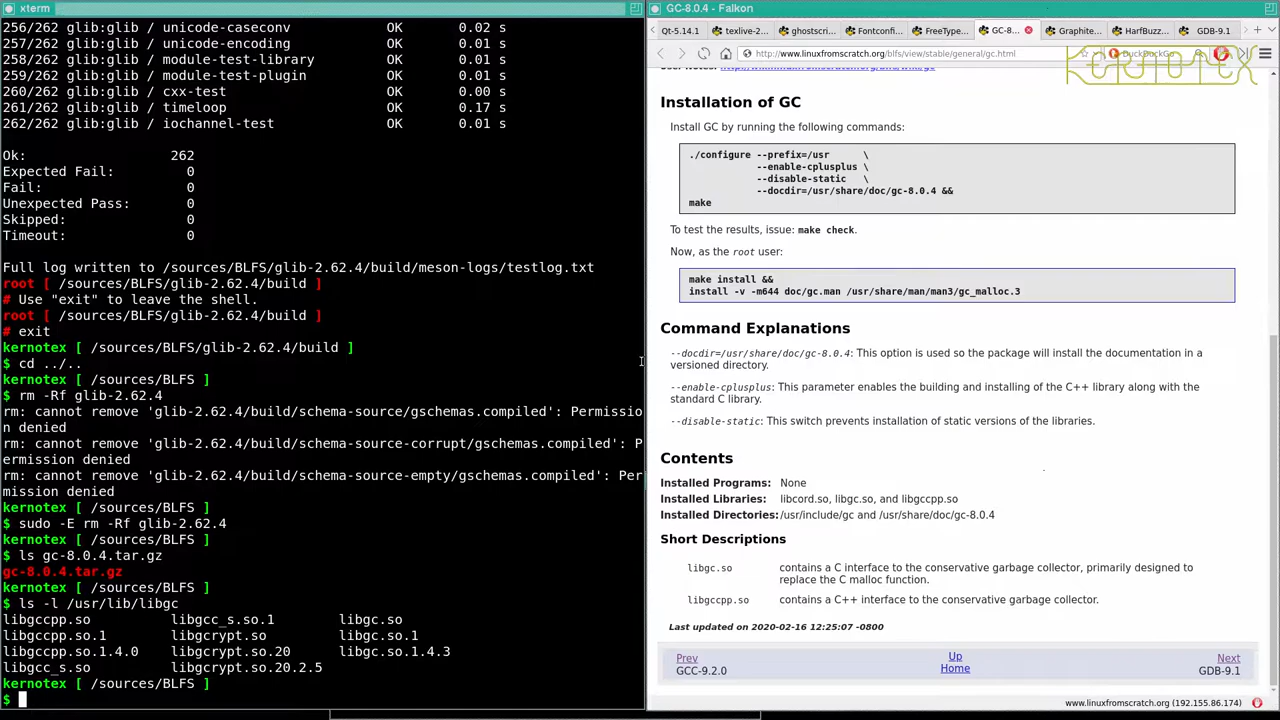 xterm
256/262 glib:glib / unicode-caseconv OK 0.02 s
257/262 glib:glib / unicode-encoding OK 0.01 s
258/262 glib:glib / module-test-library OK 0.01 s
259/262 glib:glib / module-test-plugin OK 0.01 s
260/262 glib:glib / cxx-test OK 0.00 s
261/262 glib:glib / timeloop OK 0.17 s
262/262 glib:glib / iochannel-test OK 0.01 s
Ok: 262
Expected Fail: 0
Fail: 0
Unexpected Pass: 0
Skipped: 0
Timeout: 0
Full log written to /sources/BLFS/glib-2.62.4/build/meson-logs/testlog.txt
root [ /sources/BLFS/glib-2.62.4/build ]
# Use "exit" to leave the shell.
root [ /sources/BLFS/glib-2.62.4/build ]
# exit
kernotex [ /sources/BLFS/glib-2.62.4/build ]
$ cd ../..
kernotex [ /sources/BLFS ]
$ rm -Rf glib-2.62.4
rm: cannot remove 'glib-2.62.4/build/schema-source/gschemas.compiled': Permissio
n denied
rm: cannot remove 'glib-2.62.4/build/schema-source-corrupt/gschemas.compiled': P
ermission denied
rm: cannot remove 'glib-2.62.4/build/schema-source-empty/gschemas.compiled': Per
mission denied
kernotex [ /sources/BLFS ]
$ sudo -E rm -Rf glib-2.62.4
kernotex [ /sources/BLFS ]
$ ls gc-8.0.4.tar.gz
gc-8.0.4.tar.gz
kernotex [ /sources/BLFS ]
$ ls -l /usr/lib/libgc
libgccpp.so libgcc_s.so.1 libgc.so
libgccpp.so.1 libgcrypt.so libgc.so.1
libgccpp.so.1.4.0 libgcrypt.so.20 libgc.so.1.4.3
libgcc_s.so libgcrypt.so.20.2.5
kernotex [ /sources/BLFS ]
$
GC-8.0.4 - Falkon
Qt-5.14.1 texlive-2 ghostscri Fontconfi FreeType GC-8... Graphite HarfBuzz GDB-9.1
http://www.linuxfromscratch.org/blfs/view/stable/general/gc.html DuckDuckGo
KERNOTEX
Installation of GC
Install GC by running the following commands:
./configure --prefix=/usr \
--enable-cplusplus \
--disable-static \
--docdir=/usr/share/doc/gc-8.0.4 &&
make
To test the results, issue: make check.
Now, as the root user:
make install &&
install -v -m644 doc/gc.man /usr/share/man/man3/gc_malloc.3
Command Explanations
--docdir=/usr/share/doc/gc-8.0.4: This option is used so the package will install the documentation in a
versioned directory.
--enable-cplusplus: This parameter enables the building and installing of the C++ library along with the
standard C library.
--disable-static: This switch prevents installation of static versions of the libraries.
Contents
Installed Programs: None
Installed Libraries: libcord.so, libgc.so, and libgccpp.so
Installed Directories: /usr/include/gc and /usr/share/doc/gc-8.0.4
Short Descriptions
libgc.so contains a C interface to the conservative garbage collector, primarily designed to
replace the C malloc function.
libgccpp.so contains a C++ interface to the conservative garbage collector.
Last updated on 2020-02-16 12:25:07 -0800
Prev Up Next
GCC-9.2.0 Home GDB-9.1
www.linuxfromscratch.org (192.155.86.174)